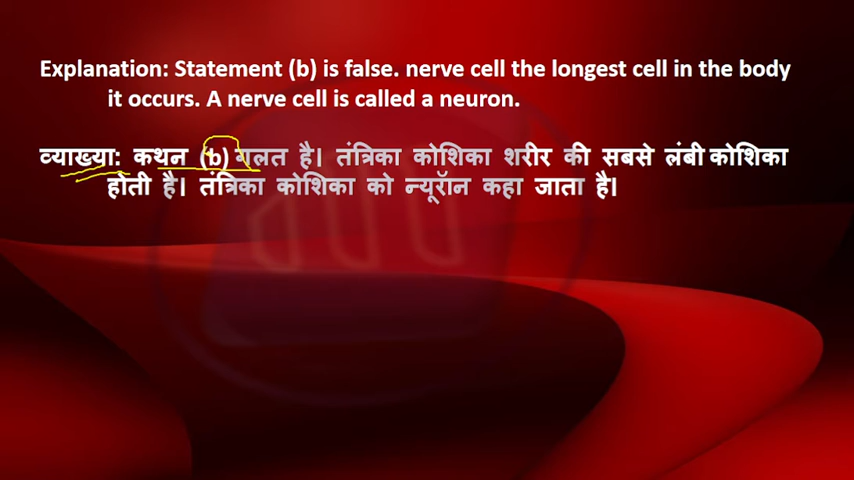 Explanation: Statement (b) is false. nerve cell the longest cell in the body
it occurs. A nerve cell is called a neuron.
व्याख्या: कथन (b) गलत है। तंत्रिका कोशिका शरीर की सबसे लंबी कोशिका
होती है। तंत्रिका कोशिका को न्यूरॉन कहा जाता है।